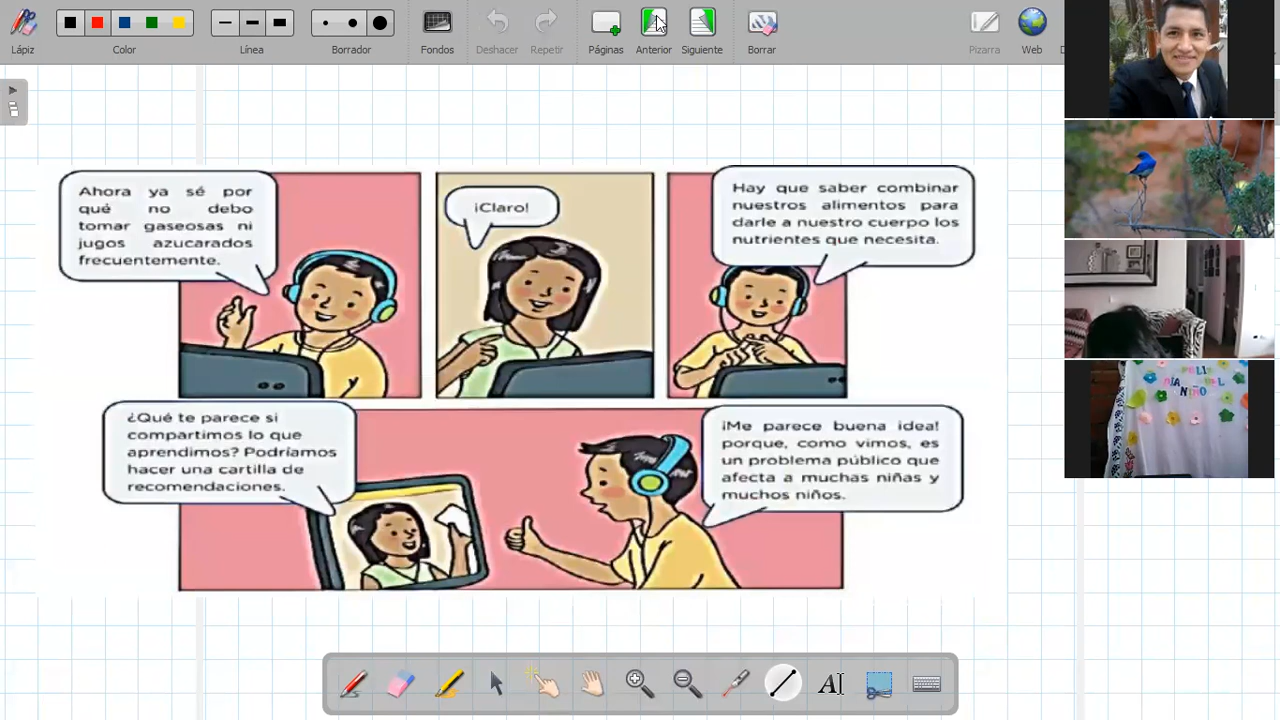 Lápiz
Color
Línea
Borrador
Fondos
Deshacer
Repetir
Páginas
Anterior
Siguiente
Borrar
Pizarra
Web
Ahora ya sé por
qué no debo
tomar gaseosas ni
jugos azucarados
frecuentemente.
¡Claro!
Hay que saber combinar
nuestros alimentos para
darle a nuestro cuerpo los
nutrientes que necesita.
¿Qué te parece si
compartimos lo que
aprendimos? Podríamos
hacer una cartilla de
recomendaciones.
¡Me parece buena idea!
porque, como vimos, es
un problema público que
afecta a muchas niñas y
muchos niños.
NIÑO
AI